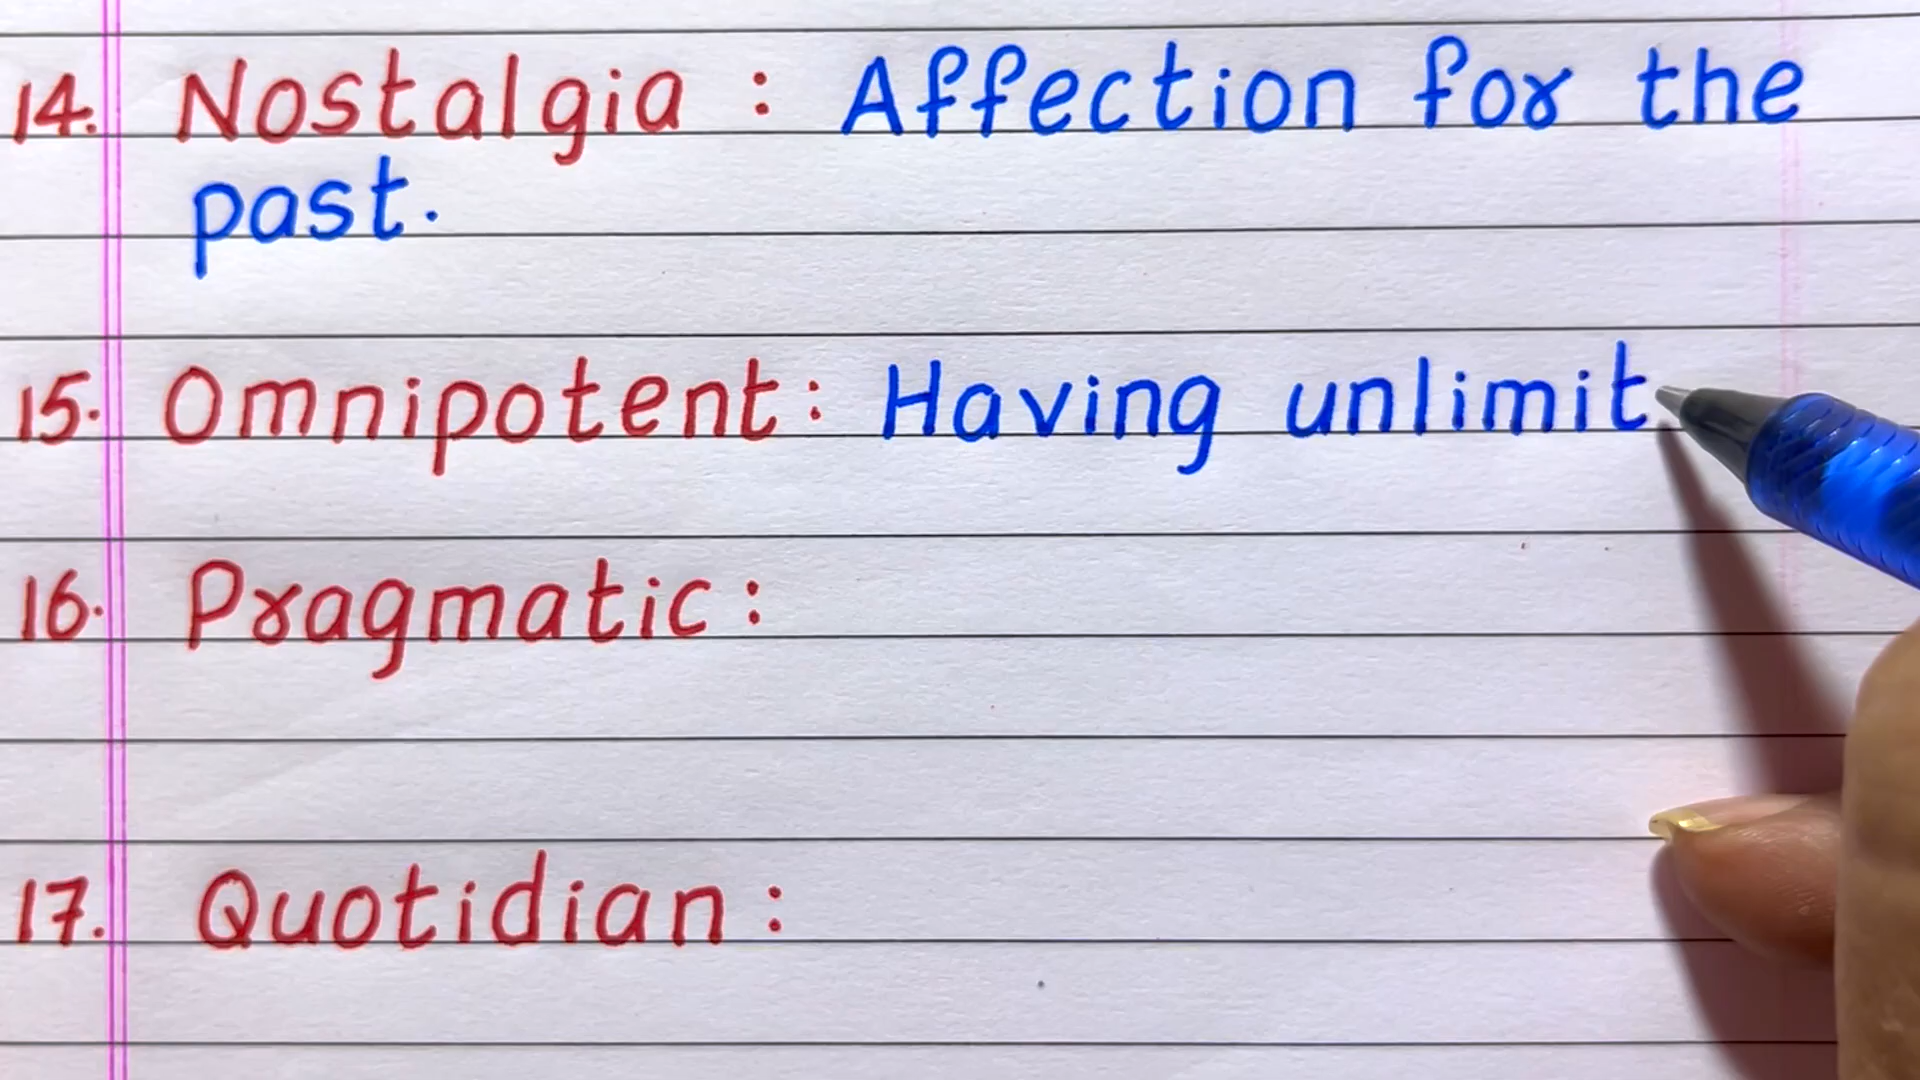 14. Nostalgia : Affection for the
past.
15. Omnipotent : Having unlimit
16. Pragmatic :
17. Quotidian :